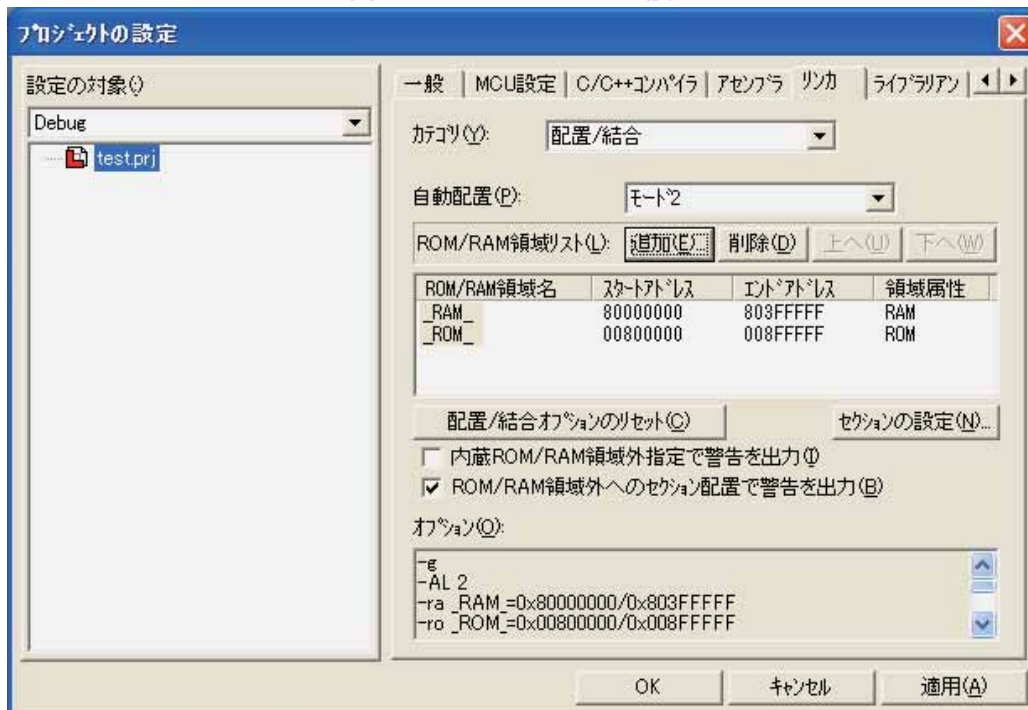 プロジェクトの設定
設定の対象(I)
Debug
test.prj
一般 MCU設定 C/C++コンパイラ アセンブラ リンカ ライブラリアン
カテゴリ(Y): 配置/結合
自動配置(P): モード2
ROM/RAM領域リスト(L): 追加(E)... 削除(D) 上へ(U) 下へ(W)
ROM/RAM領域名 スタートアドレス エンドアドレス 領域属性
_RAM_ 80000000 803FFFFF RAM
_ROM_ 00800000 008FFFFF ROM
配置/結合オプションのリセット(C) セクションの設定(N)...
内蔵ROM/RAM領域外指定で警告を出力(I)
ROM/RAM領域外へのセクション配置で警告を出力(B)
オプション(O):
-g
-AL 2
-ra _RAM_=0x80000000/0x803FFFFF
-ro _ROM_=0x00800000/0x008FFFFF
OK キャンセル 適用(A)